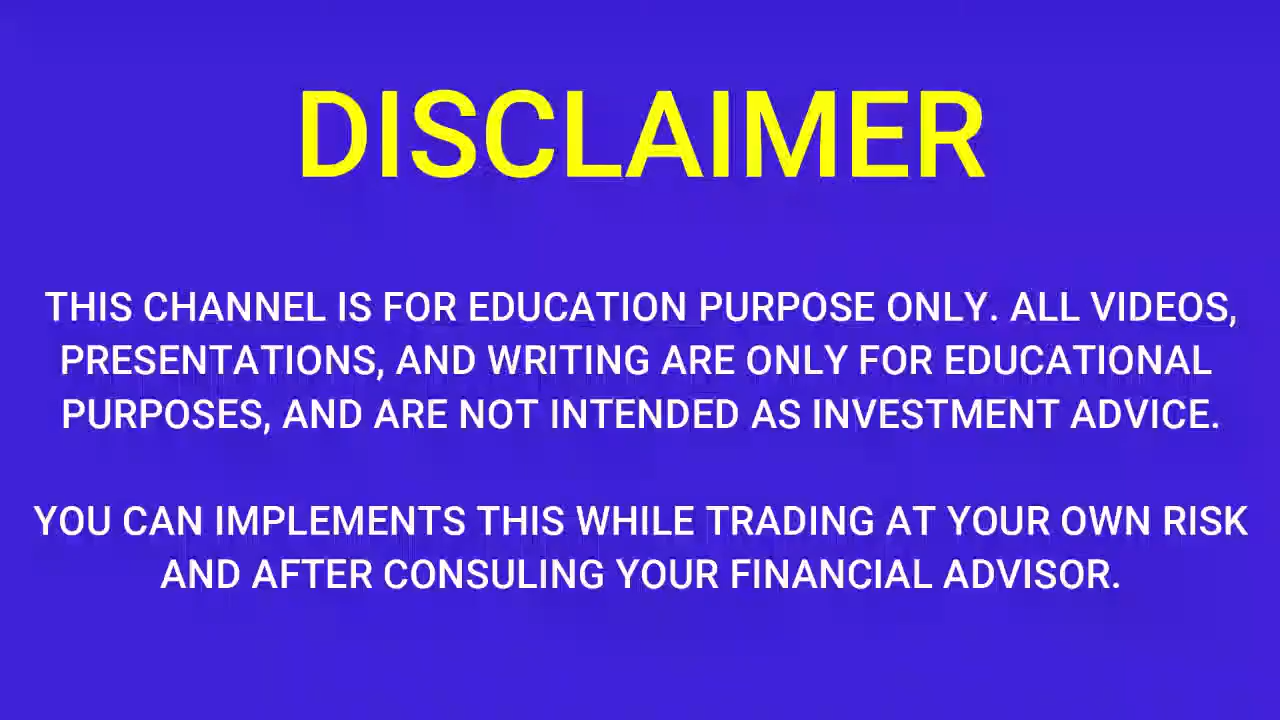 DISCLAIMER
THIS CHANNEL IS FOR EDUCATION PURPOSE ONLY. ALL VIDEOS,
PRESENTATIONS, AND WRITING ARE ONLY FOR EDUCATIONAL
PURPOSES, AND ARE NOT INTENDED AS INVESTMENT ADVICE.
YOU CAN IMPLEMENTS THIS WHILE TRADING AT YOUR OWN RISK
AND AFTER CONSULING YOUR FINANCIAL ADVISOR.